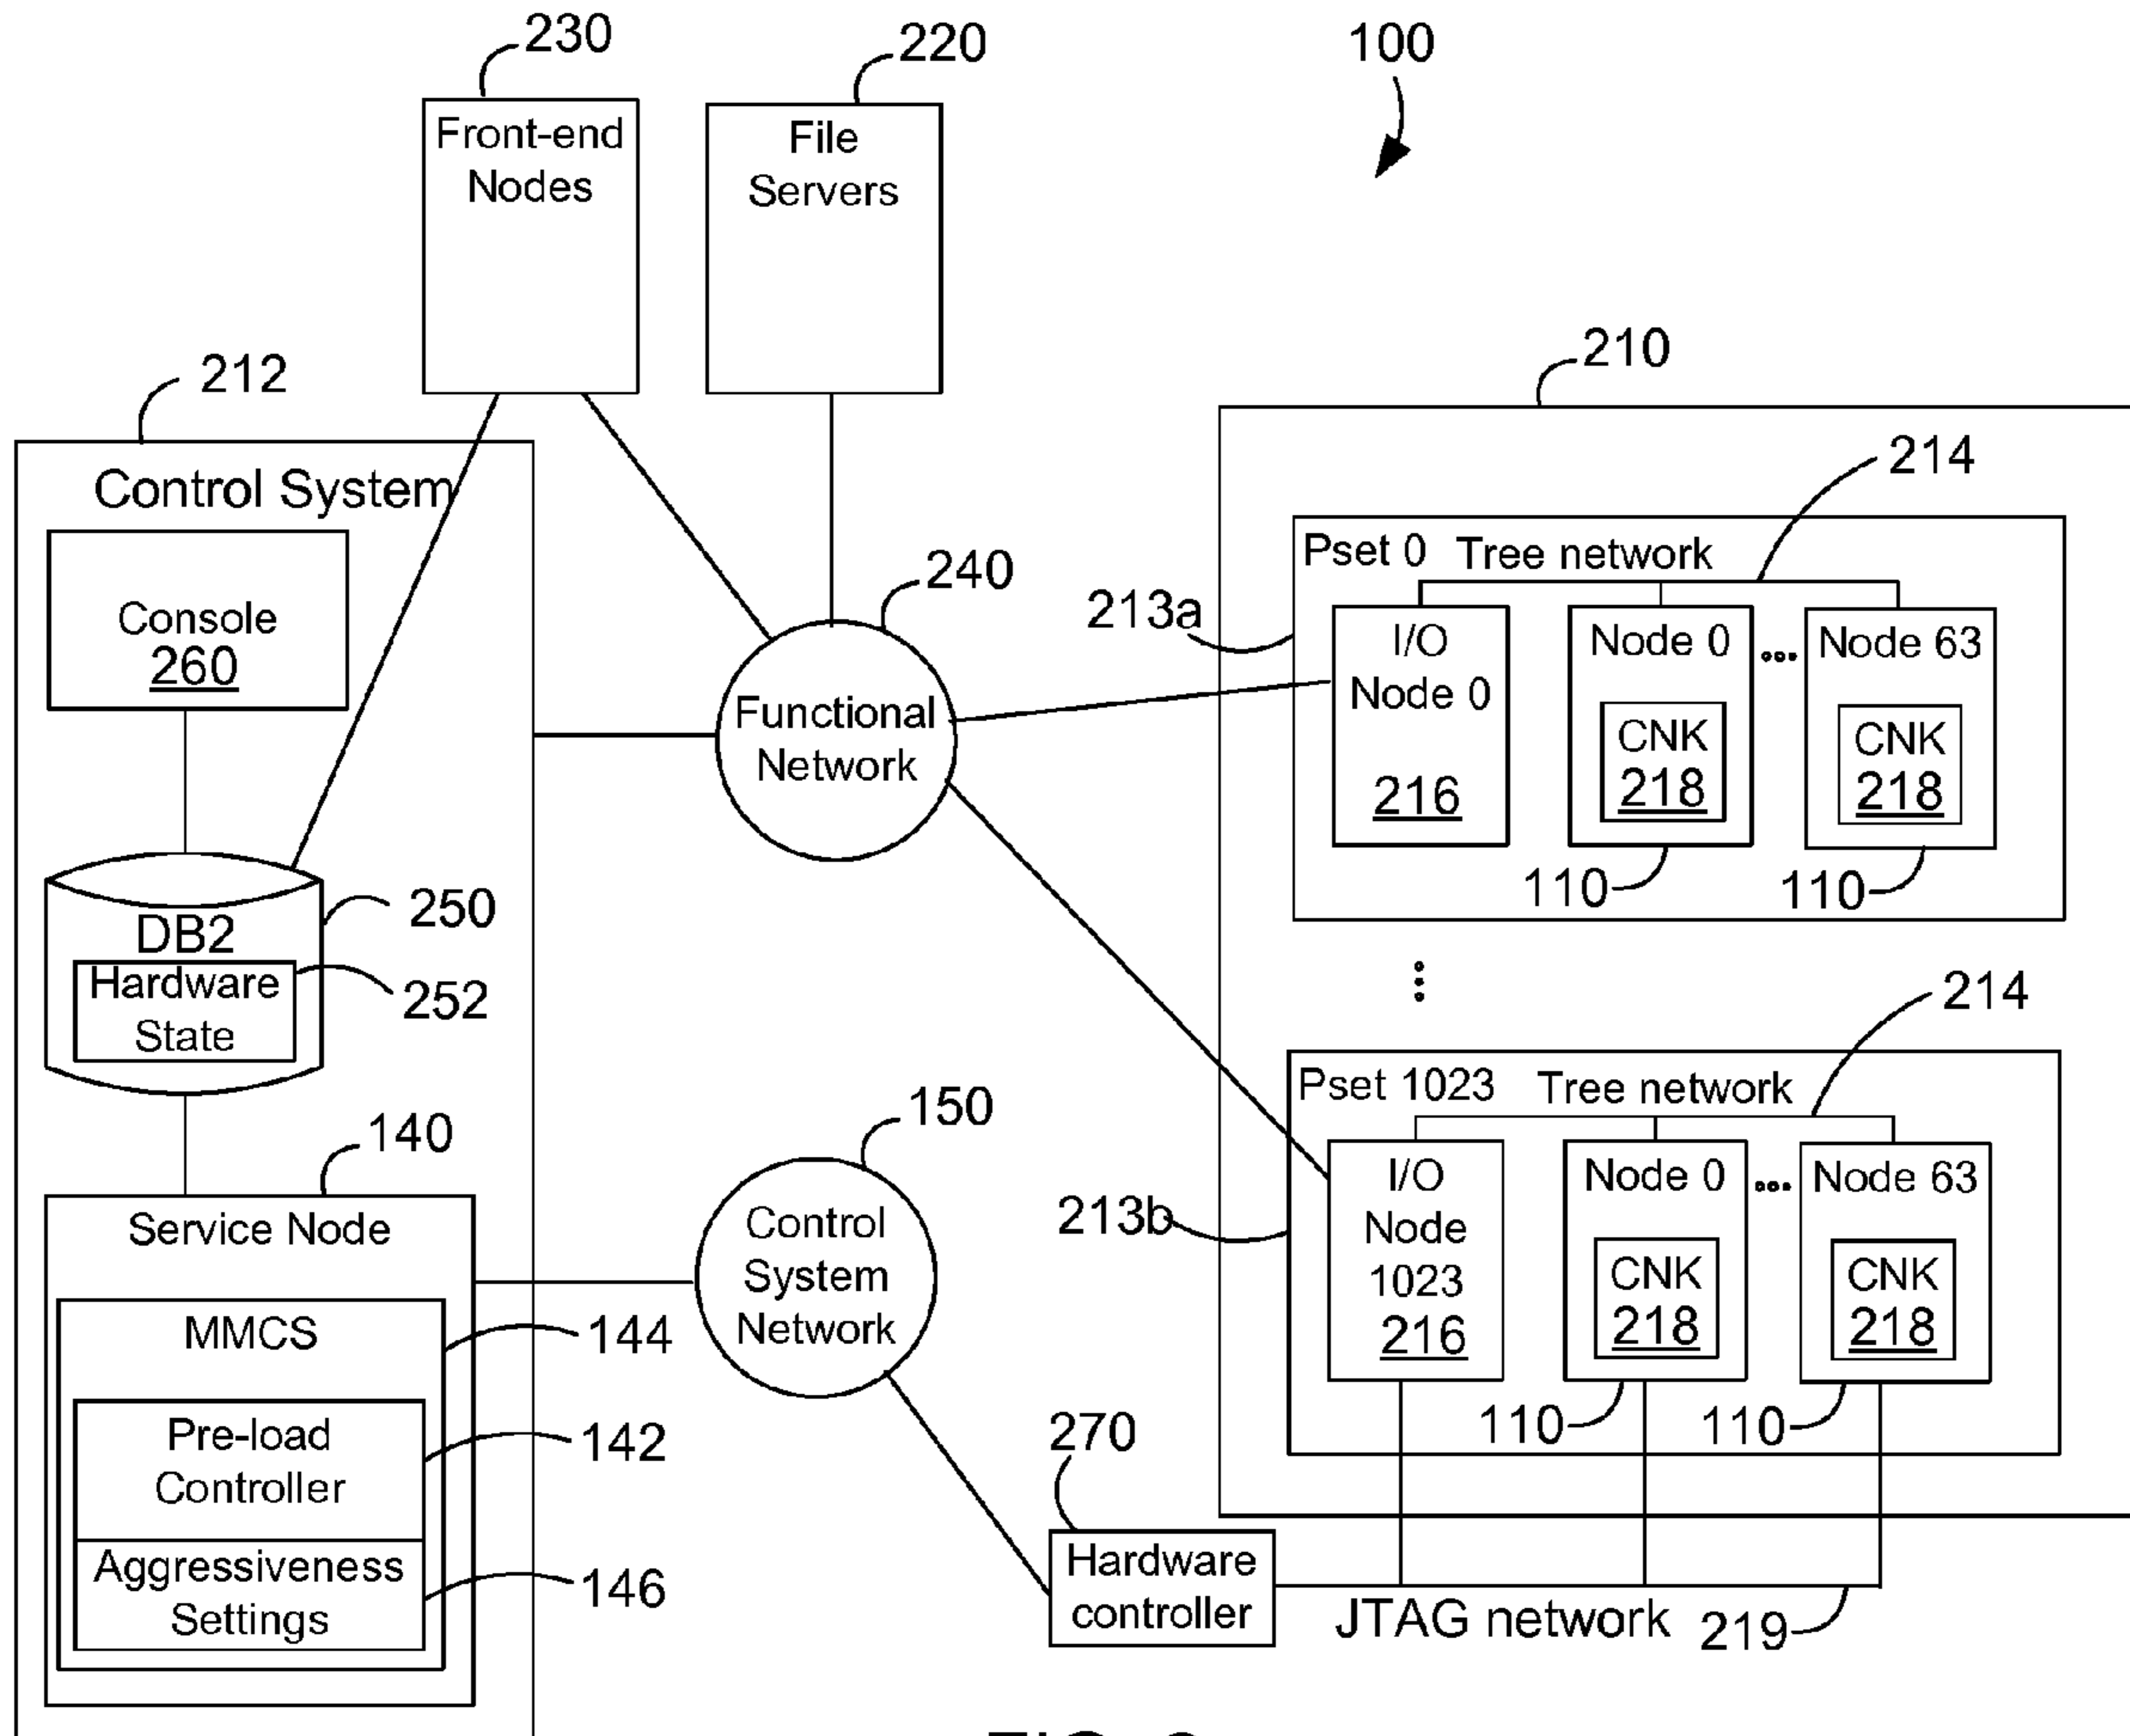 230
220
100
Front-end
Nodes
File
Servers
212
210
Control System
214
Console
260
240
Functional
Network
213a
Pset 0
Tree network
I/O
Node 0
216
Node 0
CNK
218
...
Node 63
CNK
218
110
110
DB2
250
Hardware
State
252
214
140
150
Service Node
Control
System
Network
213b
Pset 1023
Tree network
I/O
Node
1023
216
Node 0
CNK
218
...
Node 63
CNK
218
110
110
MMCS
144
Pre-load
Controller
142
Aggressiveness
Settings
146
270
Hardware
controller
JTAG network
219